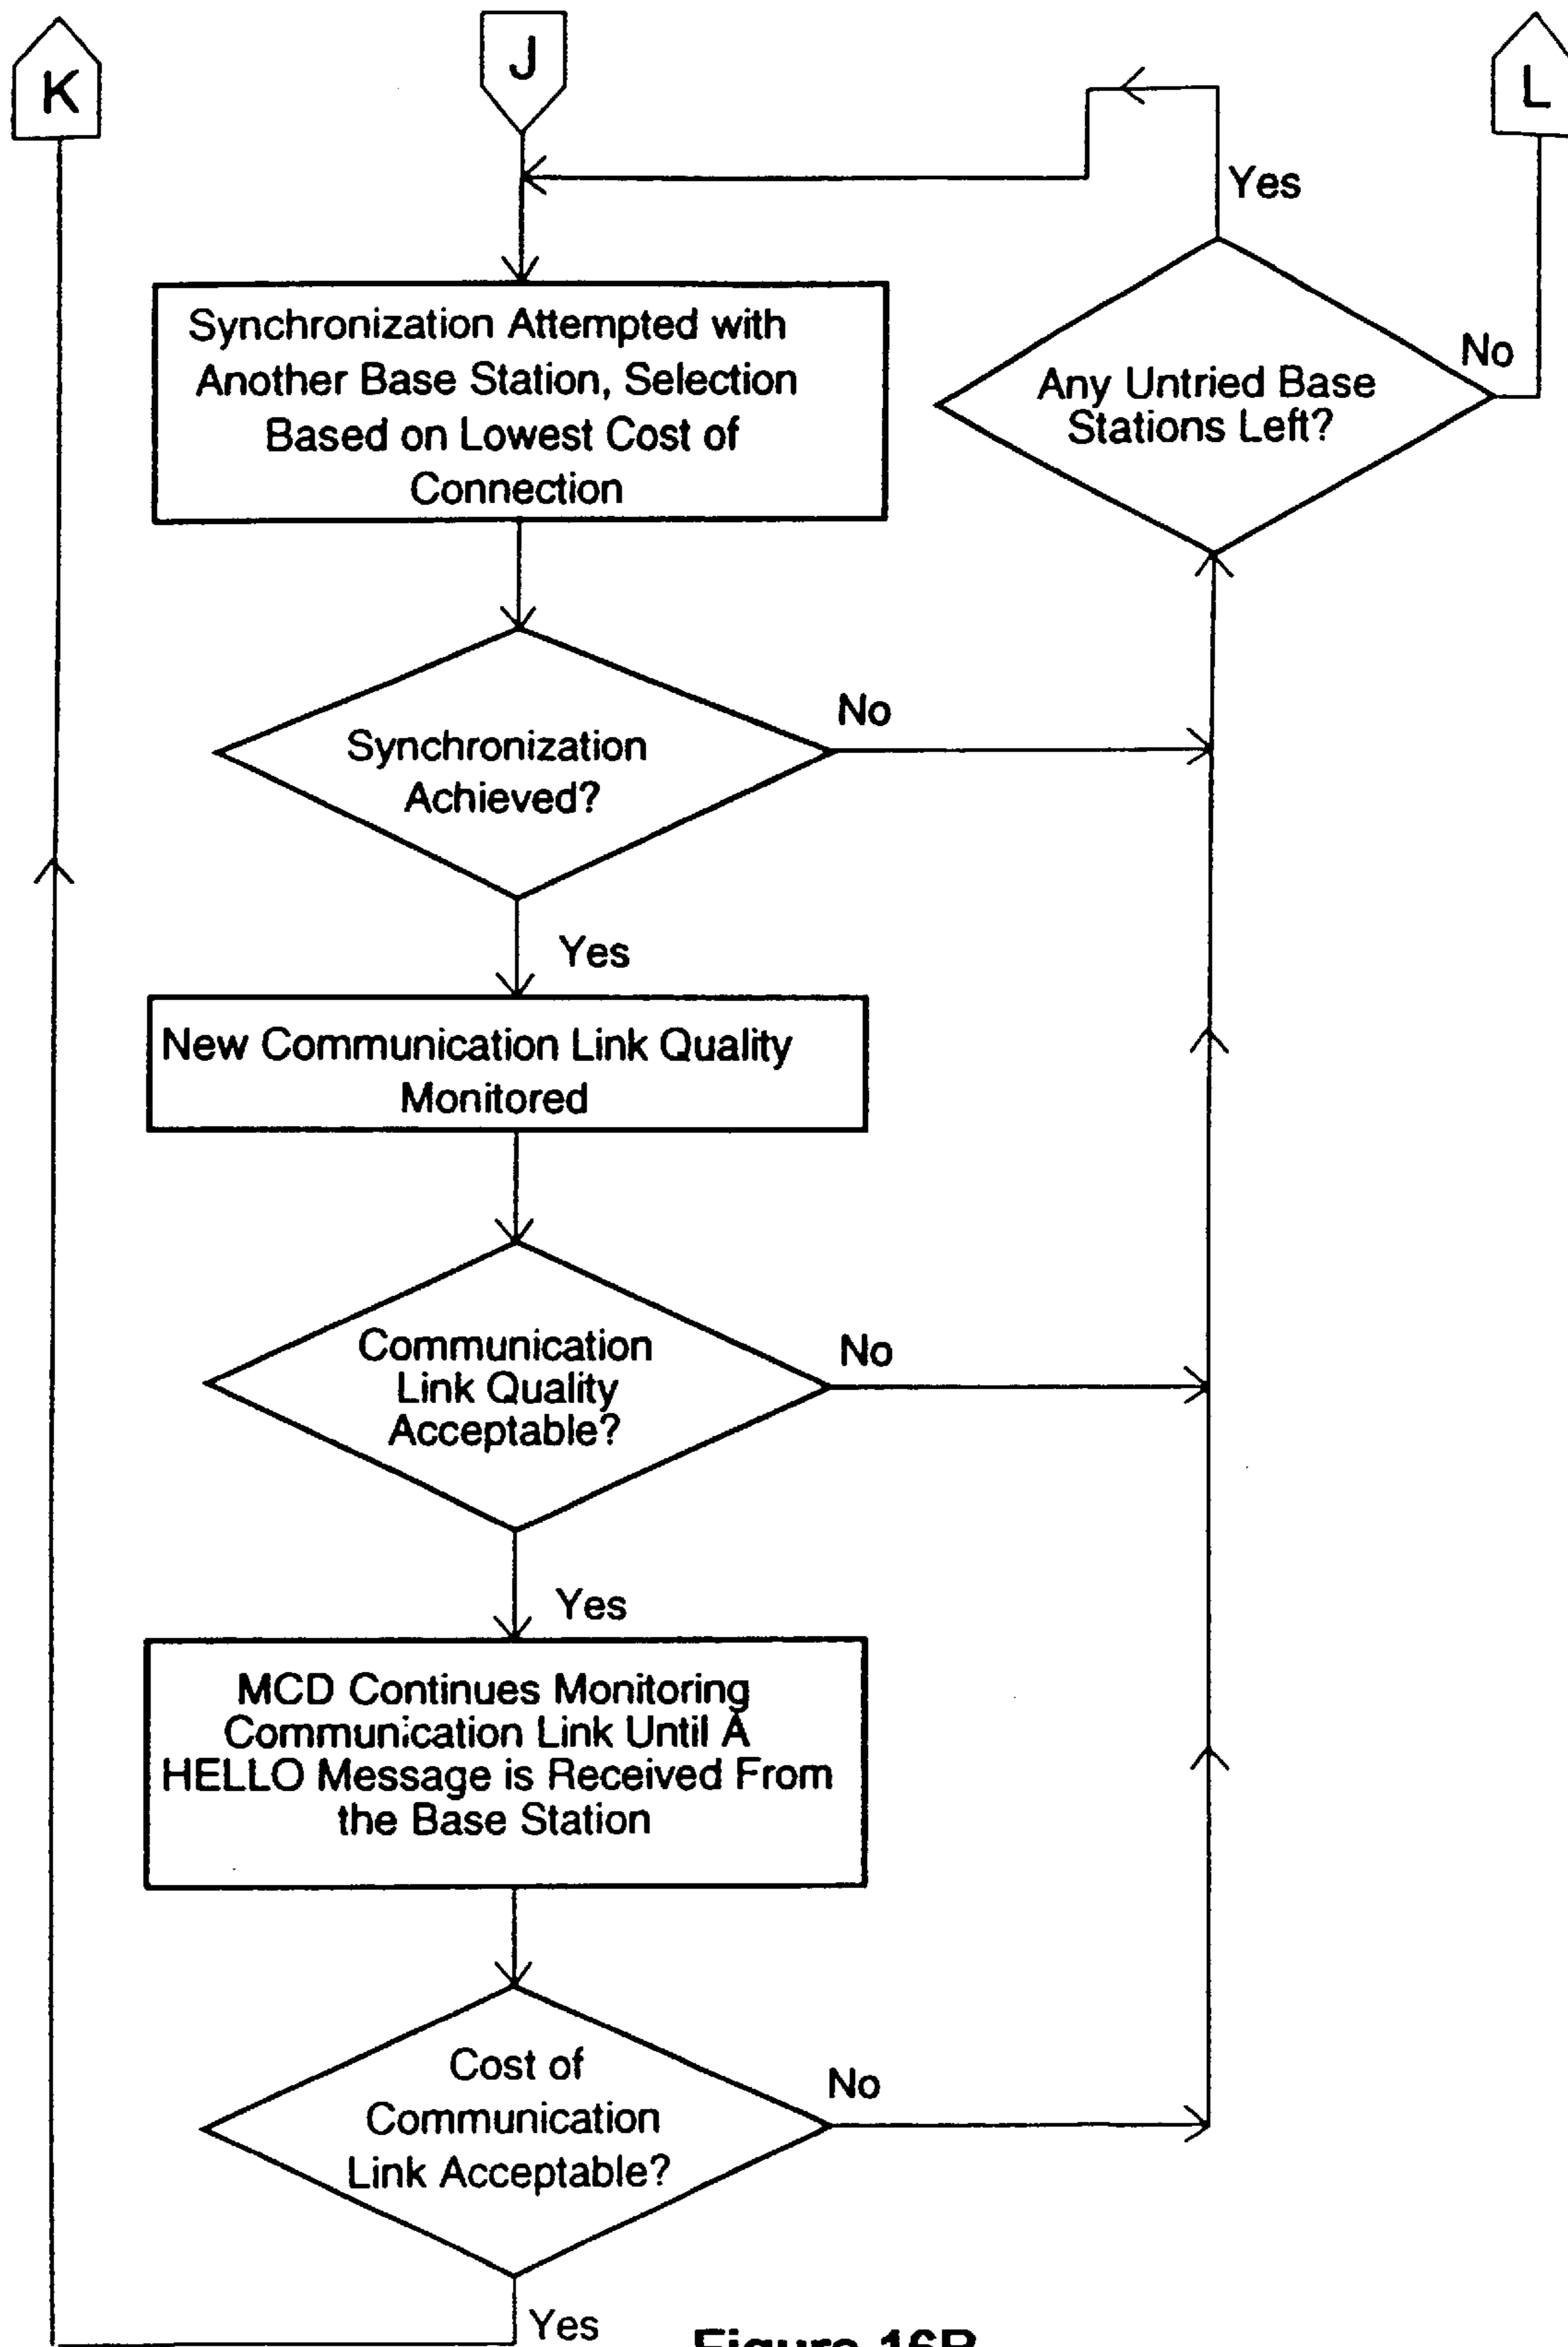 K
J
L
Yes
Synchronization Attempted with
Another Base Station, Selection
Based on Lowest Cost of
Connection
Any Untried Base
Stations Left?
No
Synchronization
Achieved?
No
Yes
New Communication Link Quality
Monitored
Communication
Link Quality
Acceptable?
No
Yes
MCD Continues Monitoring
Communication Link Until A
HELLO Message is Received From
the Base Station
Cost of
Communication
Link Acceptable?
No
Yes
Figure 16B